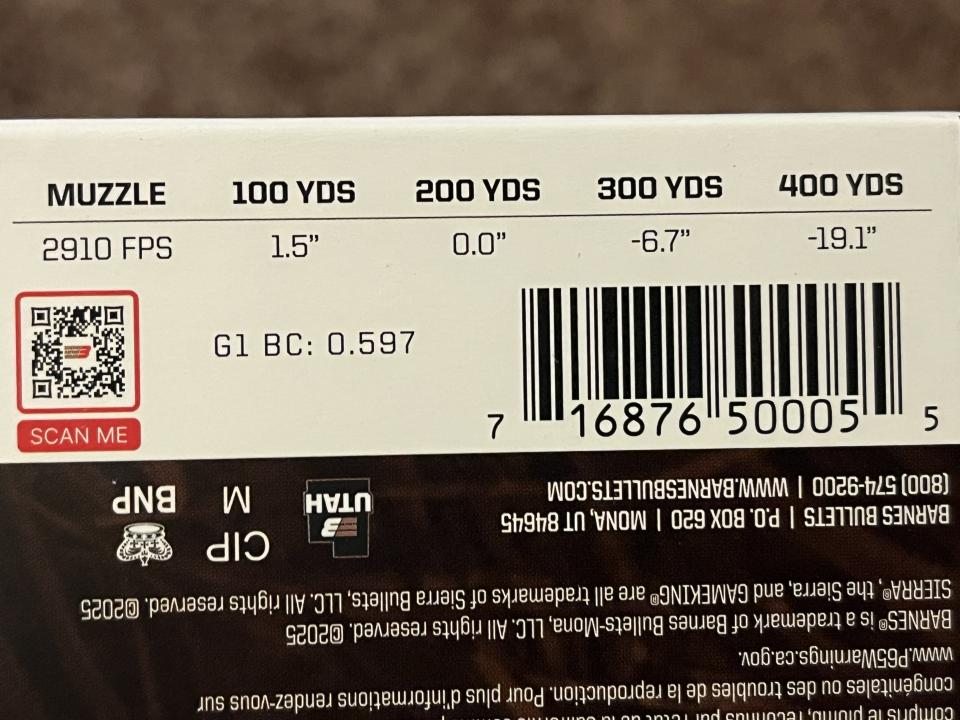 MUZZLE 100 YDS 200 YDS 300 YDS 400 YDS
2910 FPS 1.5” 0.0” -6.7” -19.1”
G1 BC: 0.597
SCAN ME
7 16876 50005 5
congénitales ou des troubles de la reproduction. Pour plus d'informations rendez-vous sur
www.P65Warnings.ca.gov.
BARNES® is a trademark of Barnes Bullets-Mona, LLC. All rights reserved. ©2025
SIERRA®, the Sierra, and GAMEKING® are all trademarks of Sierra Bullets, LLC. All rights reserved. ©2025
BARNES BULLETS | P.O. BOX 620 | MONA, UT 84645
(800) 574-9200 | WWW.BARNESBULLETS.COM
UTAH
CIP
M
BNP